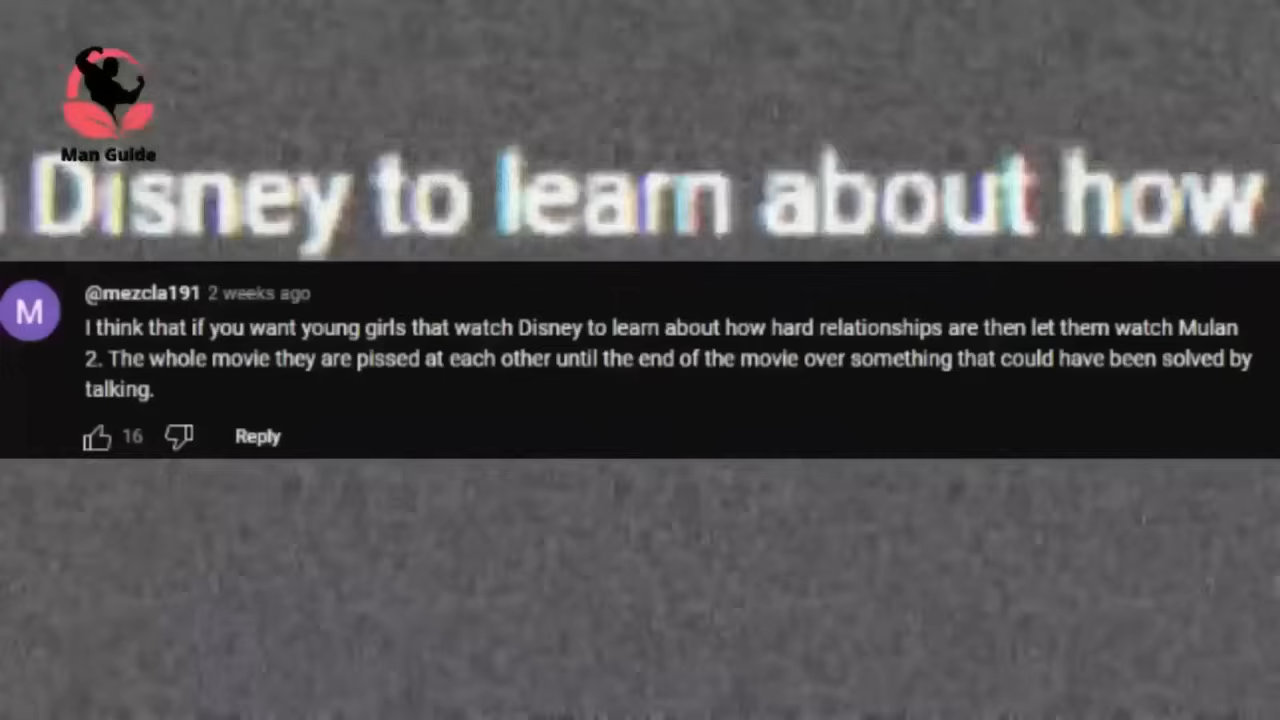 Man Guide
Disney to learn about how
M
@mezcla191 2 weeks ago
I think that if you want young girls that watch Disney to learn about how hard relationships are then let them watch Mulan
2. The whole movie they are pissed at each other until the end of the movie over something that could have been solved by
talking.
16 Reply